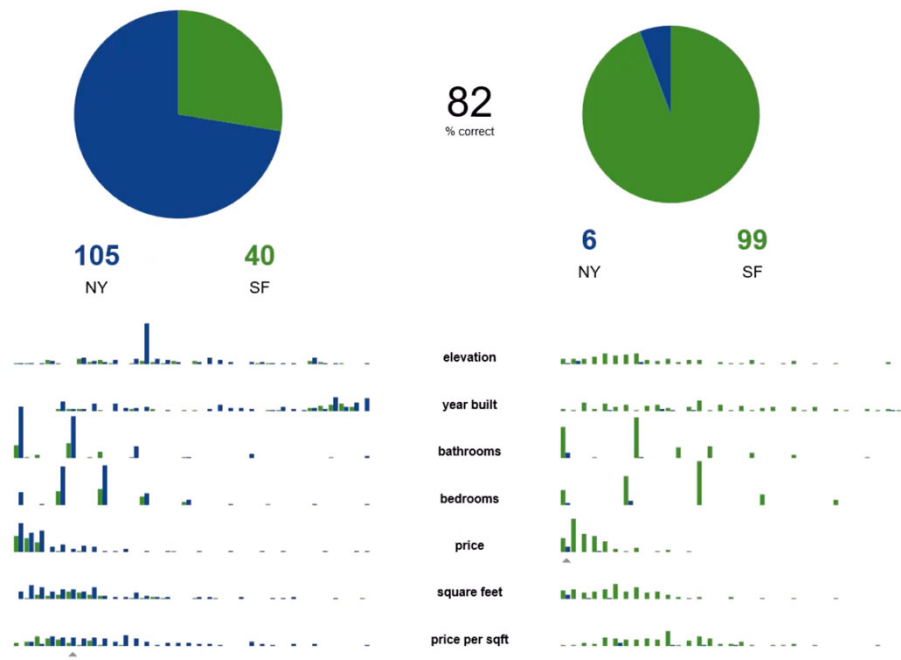 82
% correct
105
40
NY
SF
6
99
NY
SF
elevation
year built
bathrooms
bedrooms
price
square feet
price per sqft